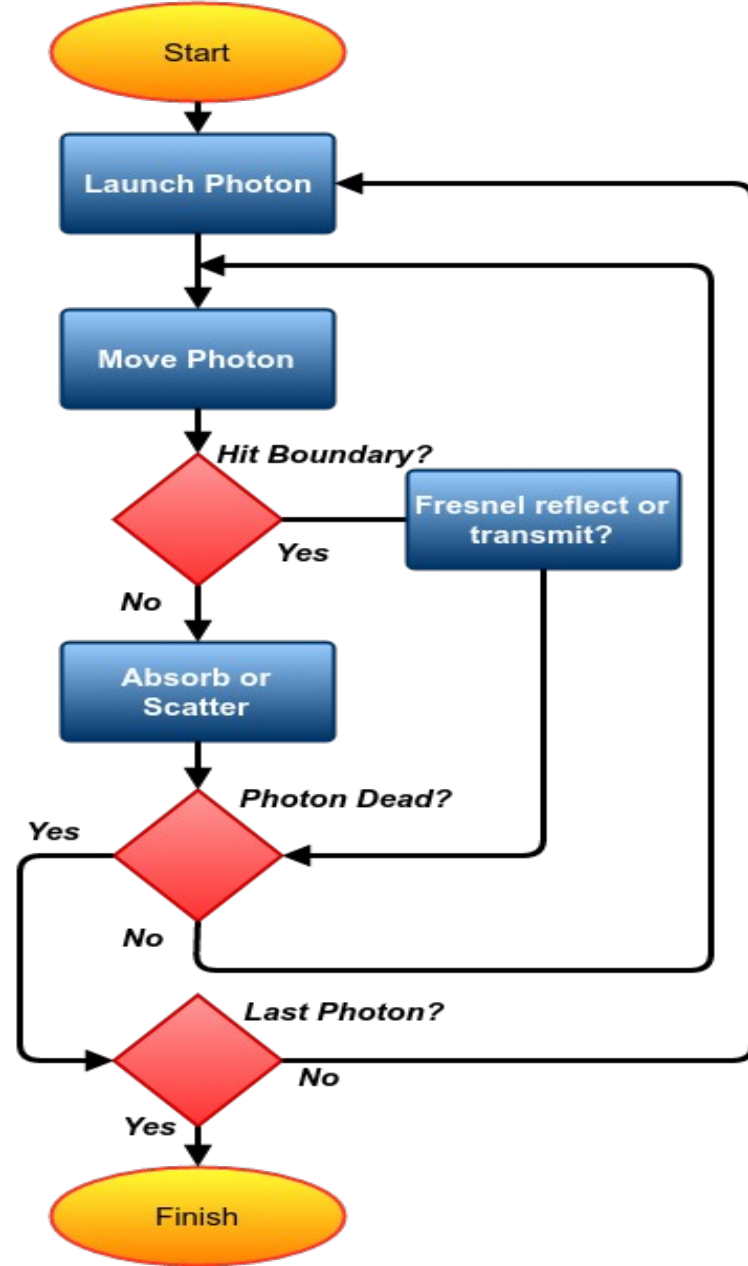 Start
Launch Photon
Move Photon
Hit Boundary?
Fresnel reflect or
transmit?
Yes
No
Absorb or
Scatter
Photon Dead?
Yes
No
Last Photon?
No
Yes
Finish